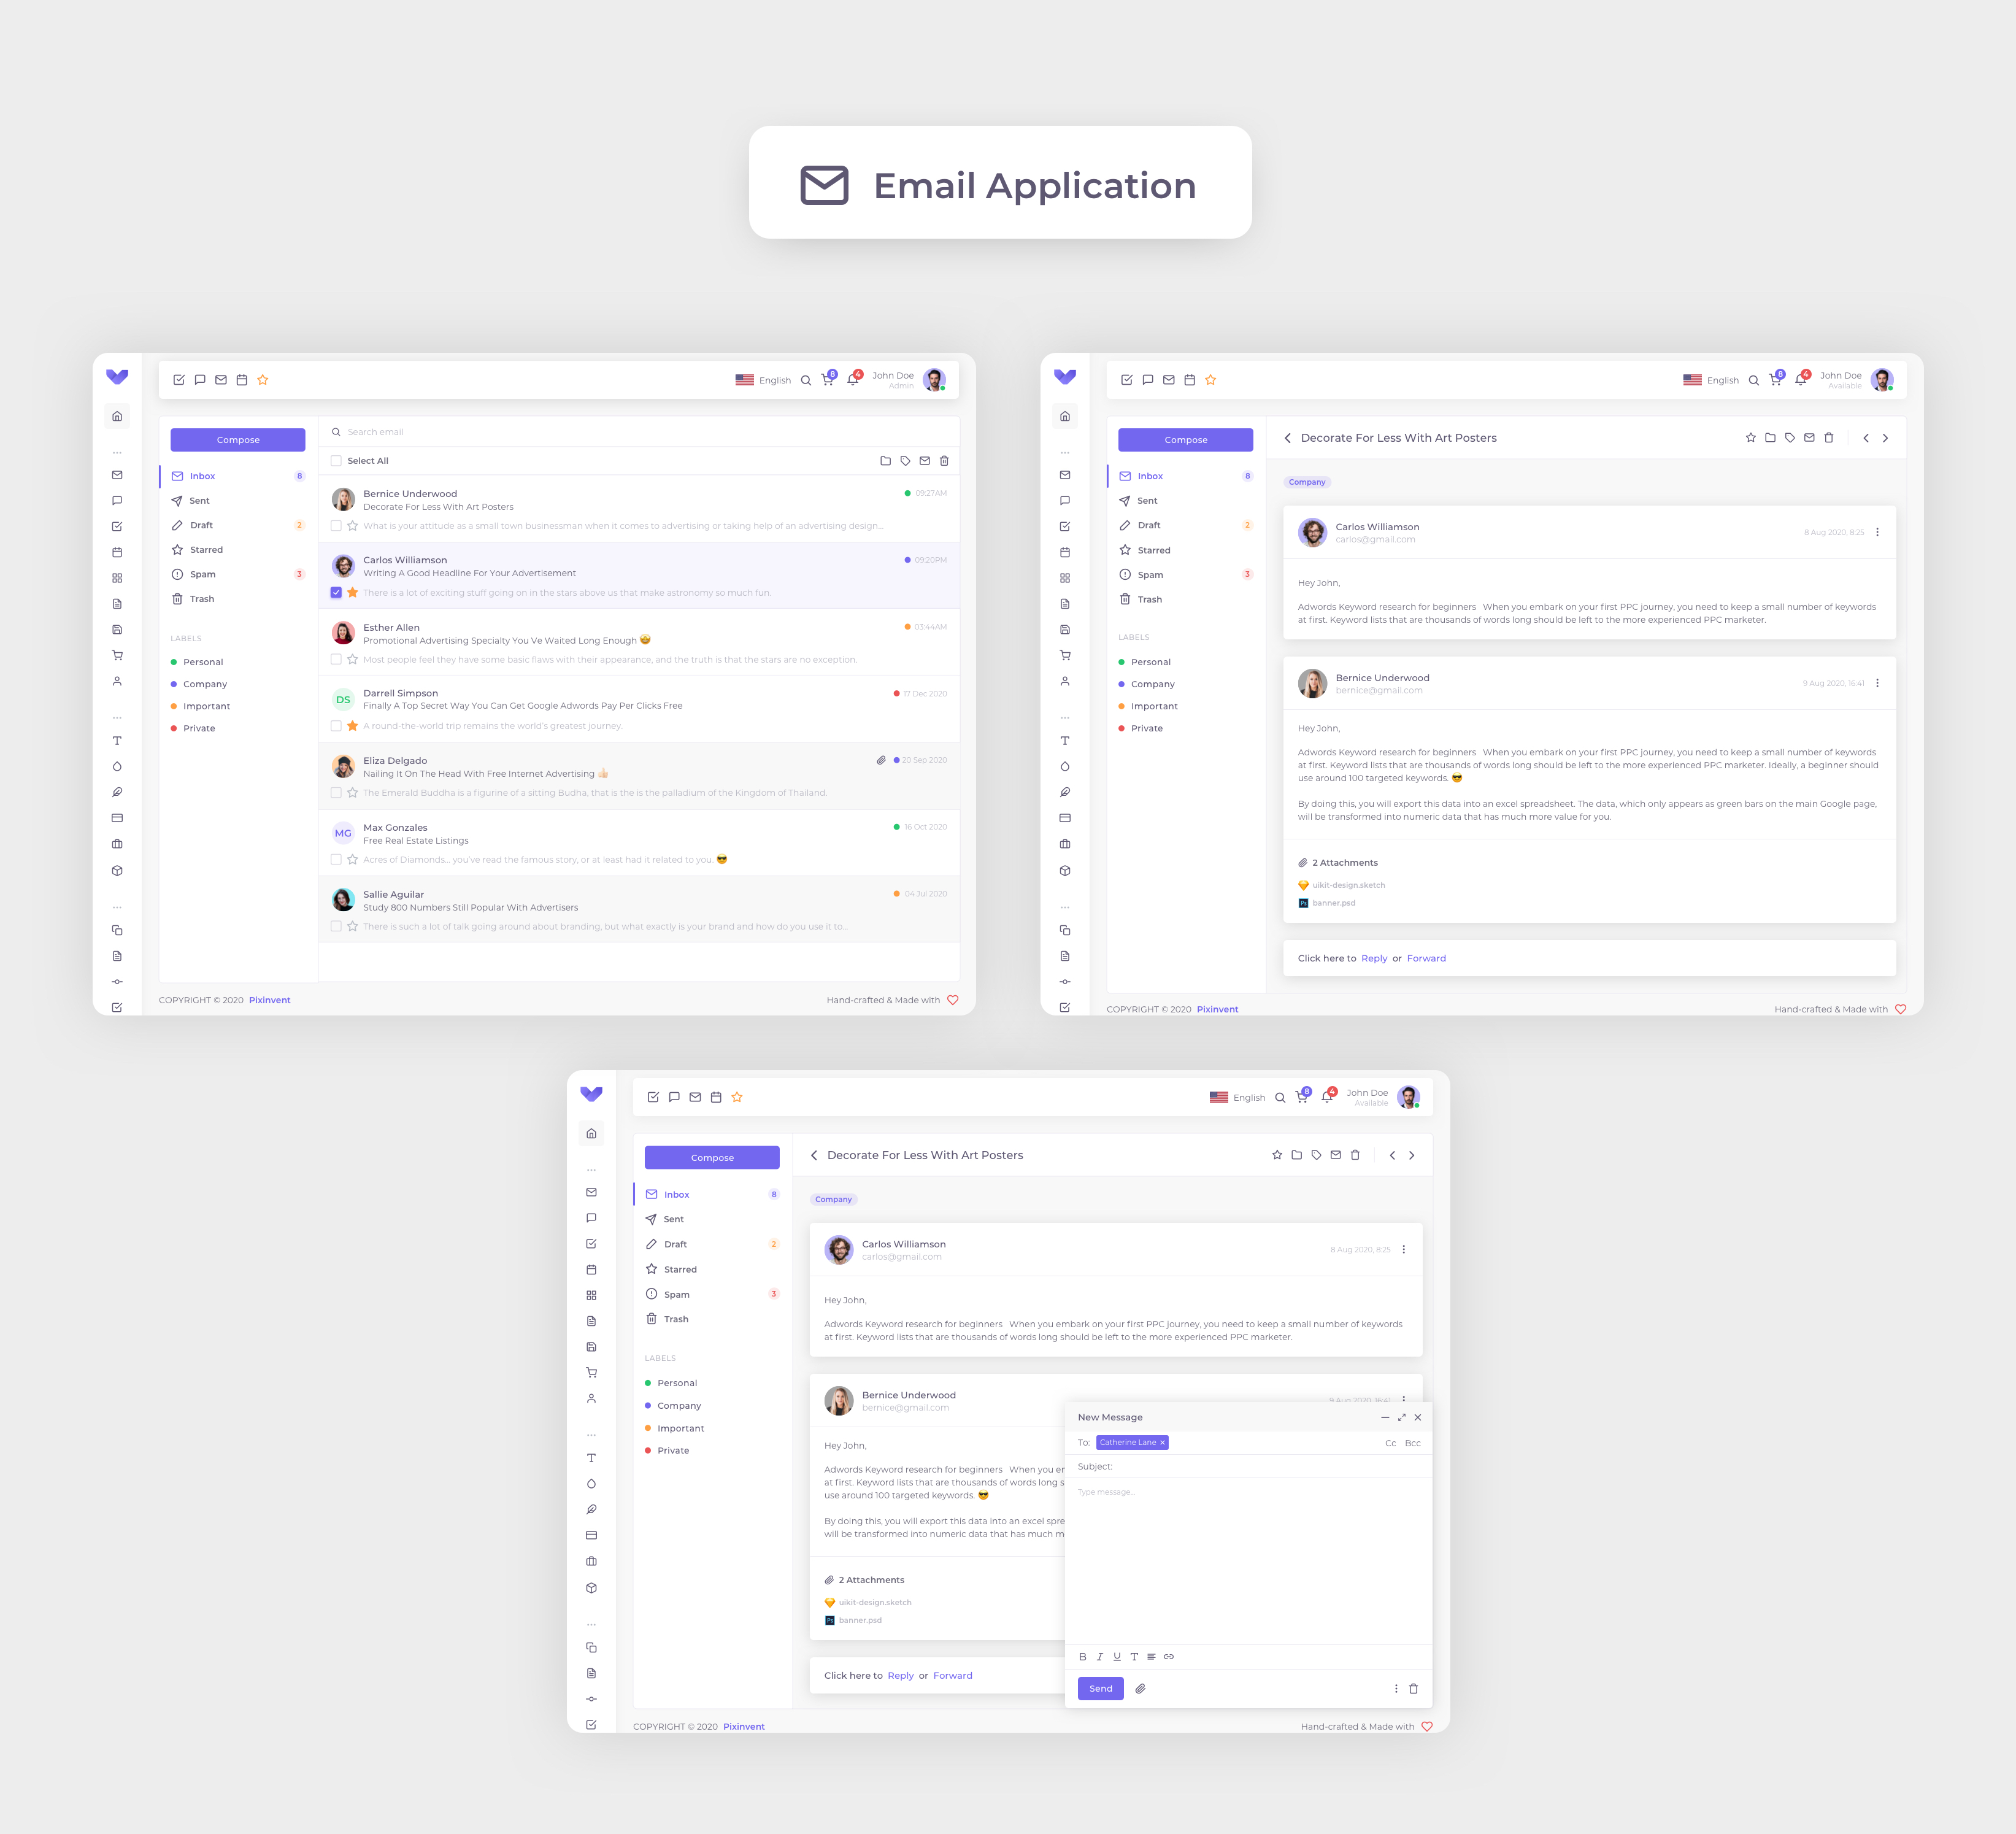 Email Application
English
8
4
John Doe
Admin
Compose
Inbox
8
Sent
Draft
2
Starred
Spam
3
Trash
LABELS
Personal
Company
Important
Private
Search email
Select All
Bernice Underwood
09:27AM
Decorate For Less With Art Posters
What is your attitude as a small town businessman when it comes to advertising or taking help of an advertising design...
Carlos Williamson
09:20PM
Writing A Good Headline For Your Advertisement
There is a lot of exciting stuff going on in the stars above us that make astronomy so much fun.
Esther Allen
03:44AM
Promotional Advertising Specialty You Ve Waited Long Enough 🤩
Most people feel they have some basic flaws with their appearance, and the truth is that the stars are no exception.
DS
Darrell Simpson
17 Dec 2020
Finally A Top Secret Way You Can Get Google Adwords Pay Per Clicks Free
A round-the-world trip remains the world's greatest journey.
Eliza Delgado
20 Sep 2020
Nailing It On The Head With Free Internet Advertising 👍🏻
The Emerald Buddha is a figurine of a sitting Budha, that is the is the palladium of the Kingdom of Thailand.
MG
Max Gonzales
16 Oct 2020
Free Real Estate Listings
Acres of Diamonds… you've read the famous story, or at least had it related to you. 😎
Sallie Aguilar
04 Jul 2020
Study 800 Numbers Still Popular With Advertisers
There is such a lot of talk going around about branding, but what exactly is your brand and how do you use it to...
COPYRIGHT © 2020 Pixinvent
Hand-crafted & Made with
English
8
4
John Doe
Available
Compose
Inbox
8
Sent
Draft
2
Starred
Spam
3
Trash
LABELS
Personal
Company
Important
Private
Decorate For Less With Art Posters
Company
Carlos Williamson
carlos@gmail.com
8 Aug 2020, 8:25
Hey John,
Adwords Keyword research for beginners When you embark on your first PPC journey, you need to keep a small number of keywords
at first. Keyword lists that are thousands of words long should be left to the more experienced PPC marketer.
Bernice Underwood
bernice@gmail.com
9 Aug 2020, 16:41
Hey John,
Adwords Keyword research for beginners When you embark on your first PPC journey, you need to keep a small number of keywords
at first. Keyword lists that are thousands of words long should be left to the more experienced PPC marketer. Ideally, a beginner should
use around 100 targeted keywords. 😎
By doing this, you will export this data into an excel spreadsheet. The data, which only appears as green bars on the main Google page,
will be transformed into numeric data that has much more value for you.
2 Attachments
uikit-design.sketch
Ps banner.psd
Click here to Reply or Forward
COPYRIGHT © 2020 Pixinvent
Hand-crafted & Made with
English
8
4
John Doe
Available
Compose
Inbox
8
Sent
Draft
2
Starred
Spam
3
Trash
LABELS
Personal
Company
Important
Private
Decorate For Less With Art Posters
Company
Carlos Williamson
carlos@gmail.com
8 Aug 2020, 8:25
Hey John,
Adwords Keyword research for beginners When you embark on your first PPC journey, you need to keep a small number of keywords
at first. Keyword lists that are thousands of words long should be left to the more experienced PPC marketer.
Bernice Underwood
bernice@gmail.com
9 Aug 2020, 16:41
Hey John,
Adwords Keyword research for beginners When you em
at first. Keyword lists that are thousands of words long s
use around 100 targeted keywords. 😎
By doing this, you will export this data into an excel spre
will be transformed into numeric data that has much m
2 Attachments
uikit-design.sketch
Ps banner.psd
Click here to Reply or Forward
New Message
To: Catherine Lane ×
Cc Bcc
Subject:
Type message...
B I U T
Send
COPYRIGHT © 2020 Pixinvent
Hand-crafted & Made with